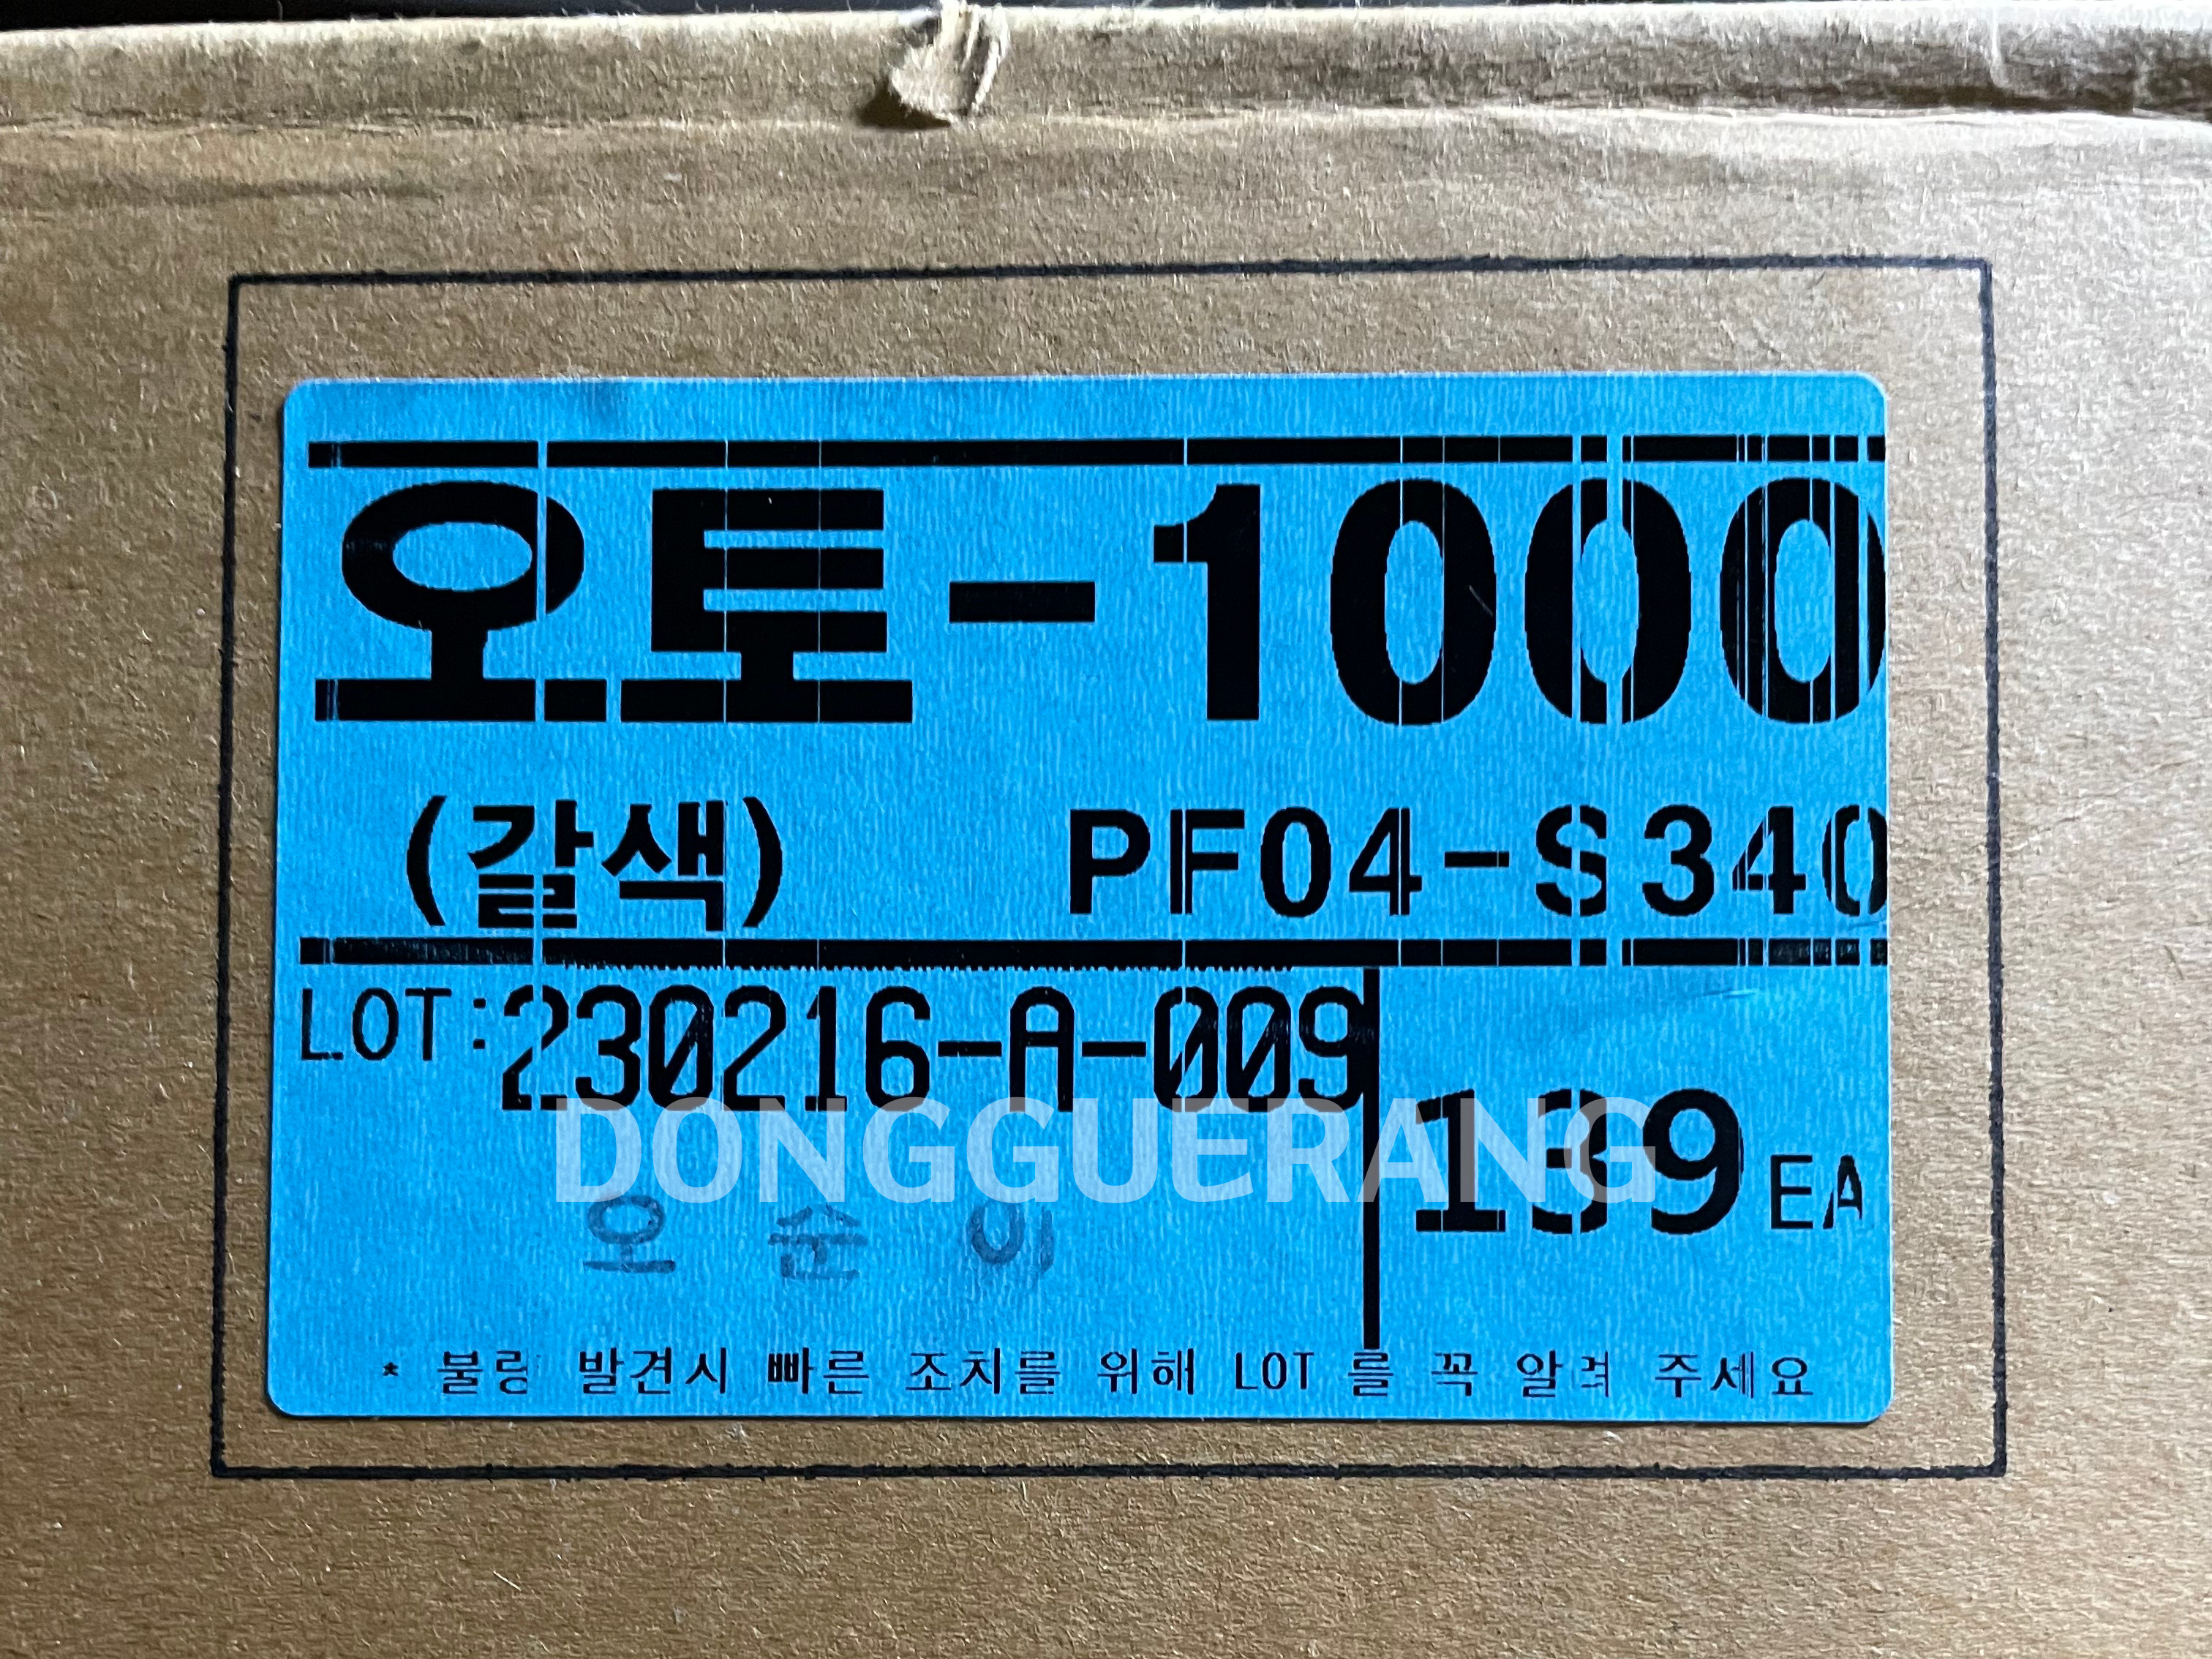 오토-1000
(갈색) PF04-S340
LOT:230216-A-009
139 EA
DONGGUERANG
오 순 이
* 불량 발견시 빠른 조치를 위해 LOT 를 꼭 알려 주세요